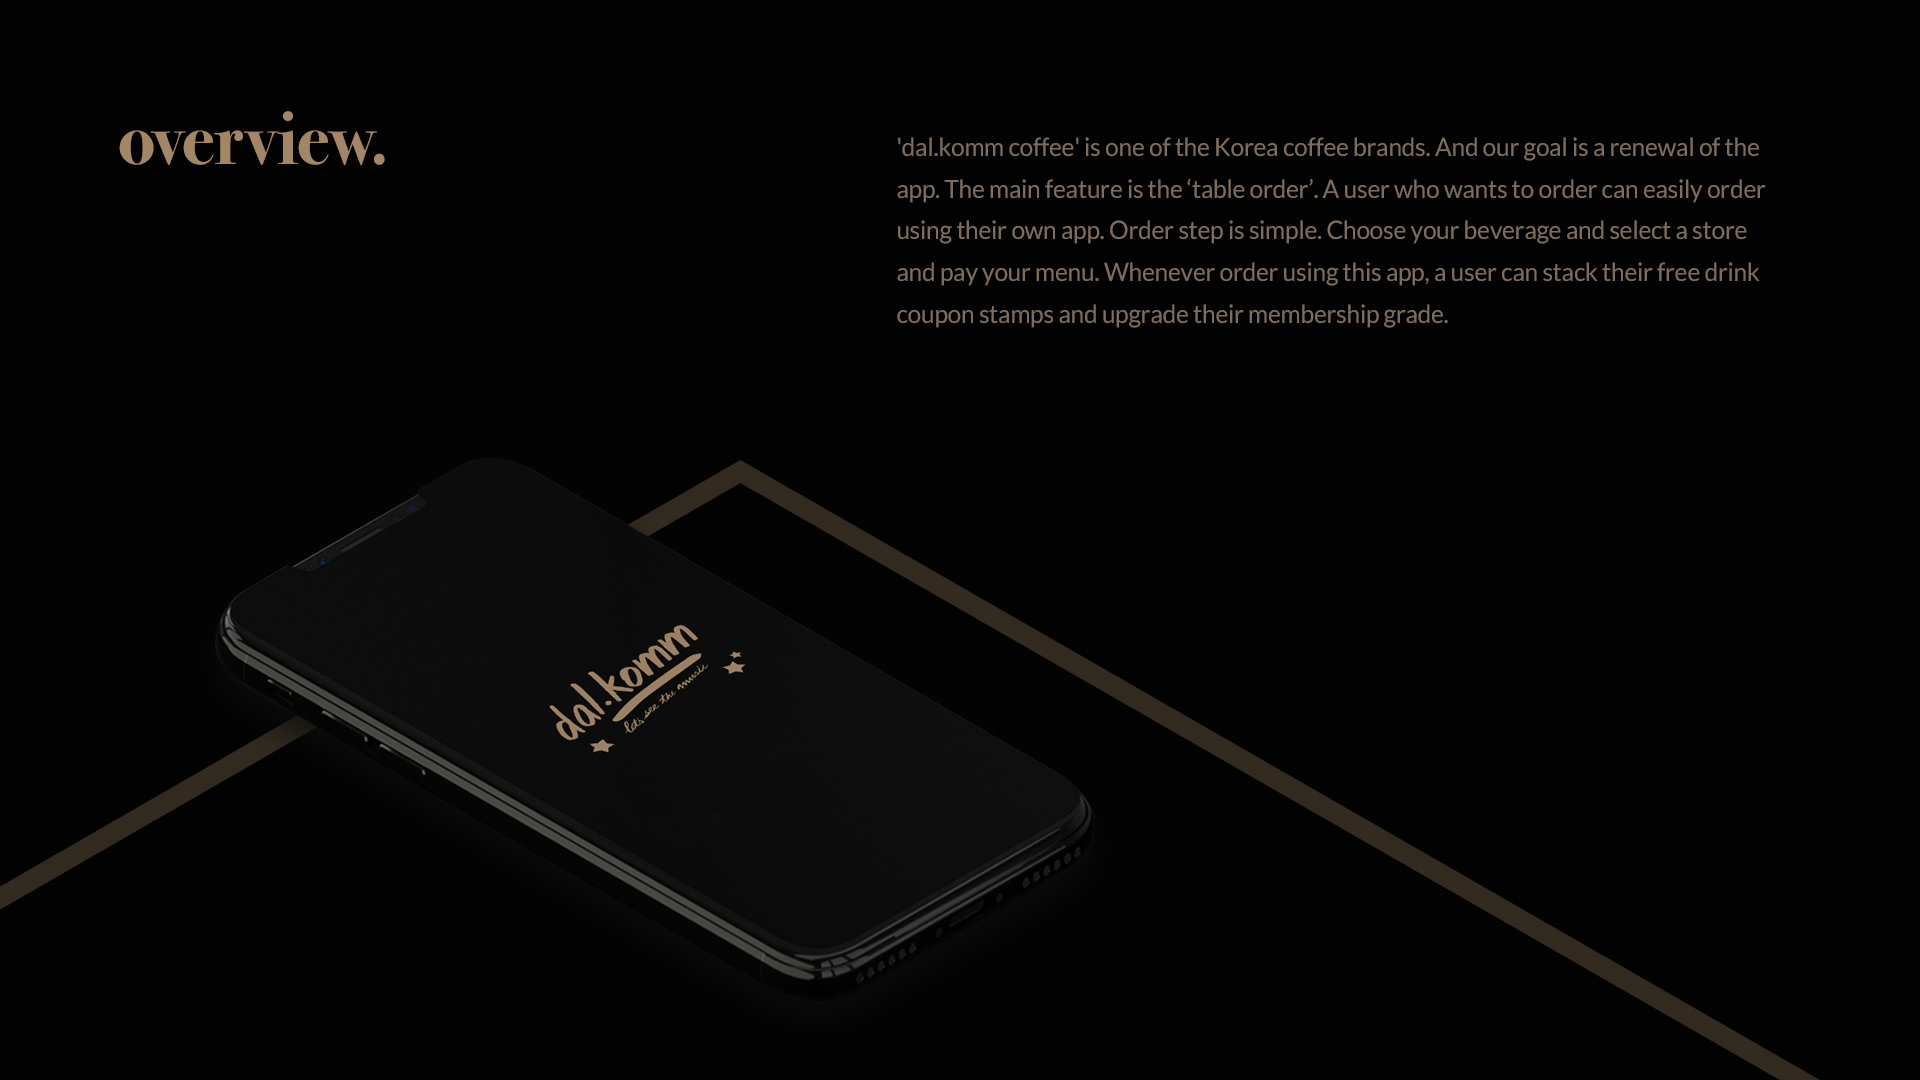 overview.
'dal.komm coffee' is one of the Korea coffee brands. And our goal is a renewal of the
app. The main feature is the ‘table order’. A user who wants to order can easily order
using their own app. Order step is simple. Choose your beverage and select a store
and pay your menu. Whenever order using this app, a user can stack their free drink
coupon stamps and upgrade their membership grade.
dal.komm
let's see the music